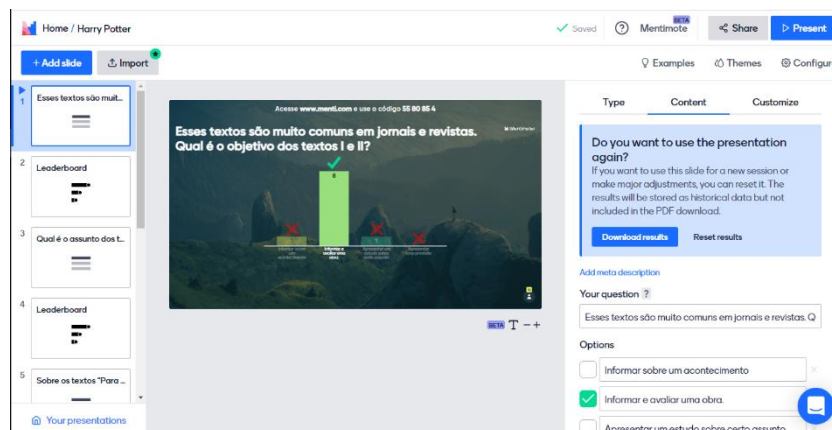 Home / Harry Potter
Saved
BETA
Mentimote
Share
Present
+ Add slide
Import
Examples
Themes
Configur
1
Esses textos são muit...
2
Leaderboard
3
Qual é o assunto dos t...
4
Leaderboard
5
Sobre os textos "Para ...
Your presentations
Acesse www.menti.com e use o código 55 80 85 4
Esses textos são muito comuns em jornais e revistas.
Qual é o objetivo dos textos I e II?
Mentimeter
8
Informar e
avaliar uma
obra.
BETA T − +
Type
Content
Customize
Do you want to use the presentation
again?
If you want to use this slide for a new session or
make major adjustments, you can reset it. The
results will be stored as historical data but not
included in the PDF download.
Download results
Reset results
Add meta description
Your question ?
Esses textos são muito comuns em jornais e revistas. Q
Options
Informar sobre um acontecimento
Informar e avaliar uma obra.
Apresentar um estudo sobre certo assunto